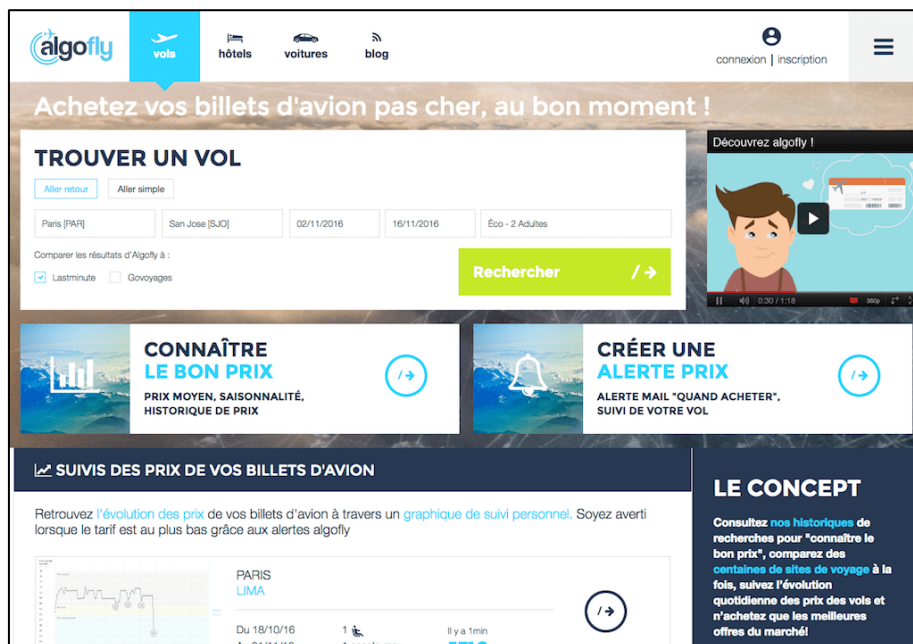 algofly
vols
hôtels
voitures
blog
connexion | inscription
Achetez vos billets d'avion pas cher, au bon moment !
TROUVER UN VOL
Aller retour
Aller simple
Paris [PAR]
San Jose [SJO]
02/11/2016
16/11/2016
Éco - 2 Adultes
Comparer les résultats d'Algofly à :
Lastminute
Govoyages
Rechercher
Découvrez algofly !
0:30 / 1:18
360p
CONNAÎTRE
LE BON PRIX
PRIX MOYEN, SAISONNALITÉ,
HISTORIQUE DE PRIX
CRÉER UNE
ALERTE PRIX
ALERTE MAIL "QUAND ACHETER",
SUIVI DE VOTRE VOL
SUIVIS DES PRIX DE VOS BILLETS D'AVION
Retrouvez l'évolution des prix de vos billets d'avion à travers un graphique de suivi personnel. Soyez averti
lorsque le tarif est au plus bas grâce aux alertes algofly
PARIS
LIMA
Du 18/10/16
1
Il y a 1min
LE CONCEPT
Consultez nos historiques de
recherches pour "connaître le
bon prix", comparez des
centaines de sites de voyage à la
fois, suivez l'évolution
quotidienne des prix des vols et
n'achetez que les meilleures
offres du marché!